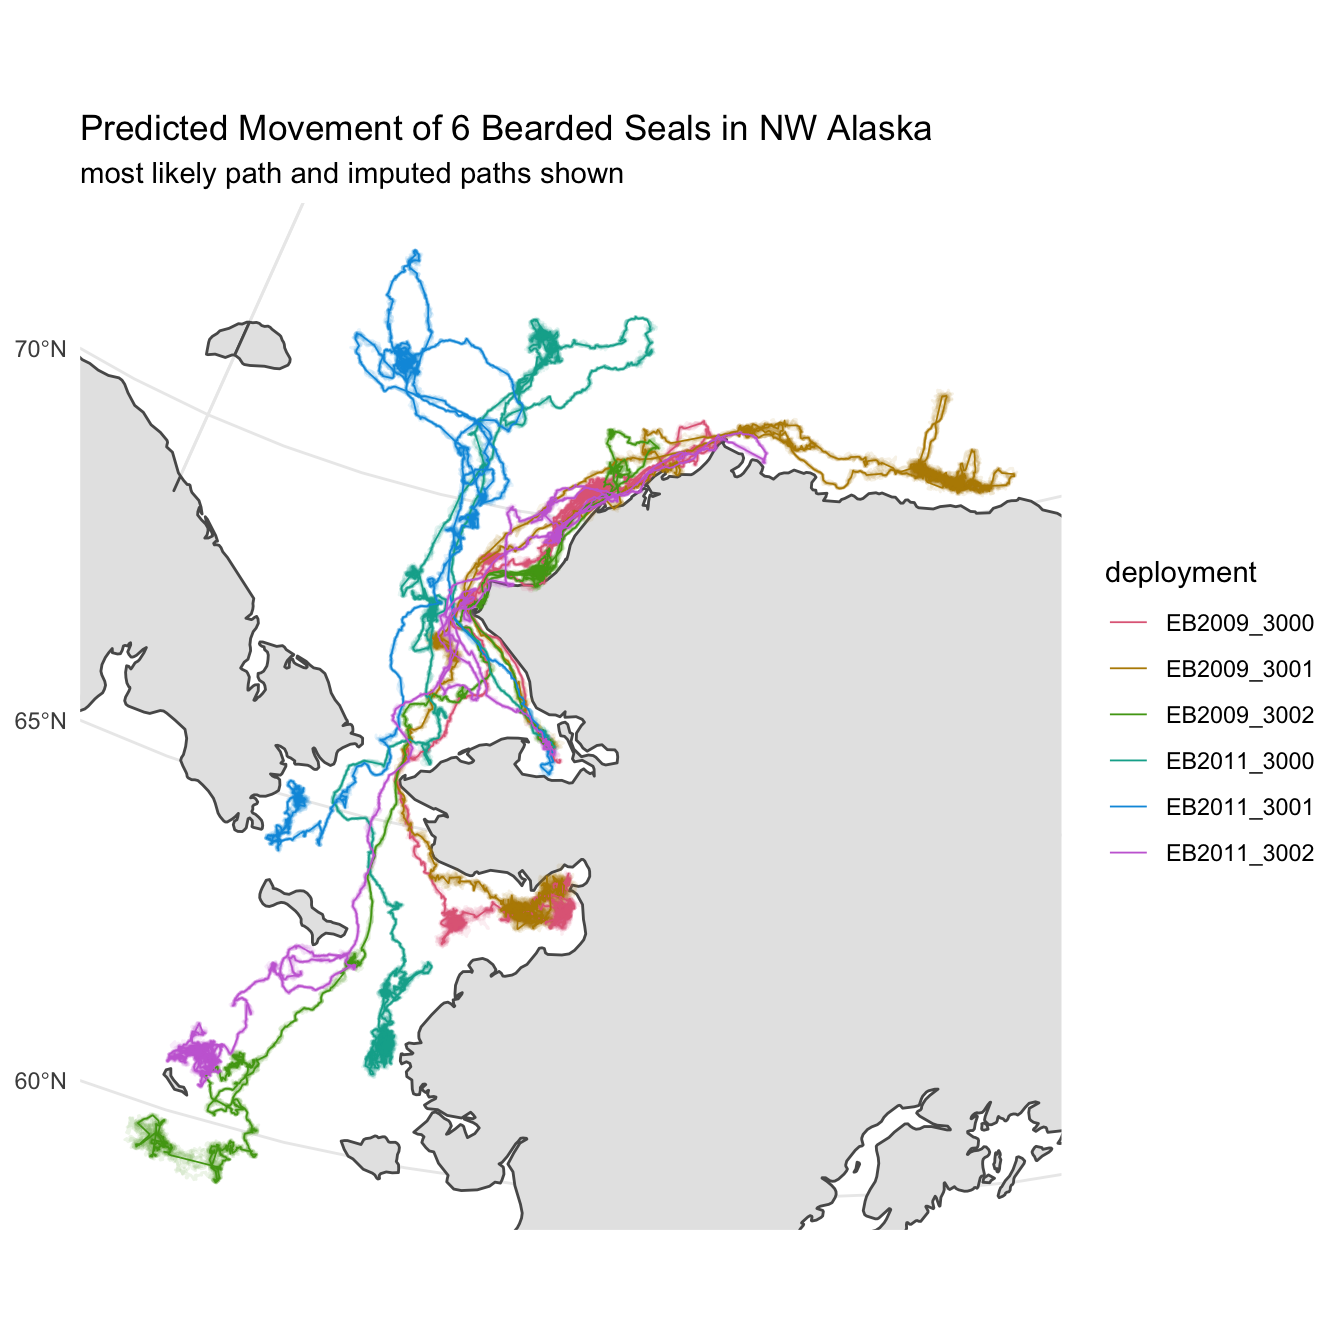 Predicted Movement of 6 Bearded Seals in NW Alaska
most likely path and imputed paths shown
70°N
65°N
60°N
deployment
EB2009_3000
EB2009_3001
EB2009_3002
EB2011_3000
EB2011_3001
EB2011_3002